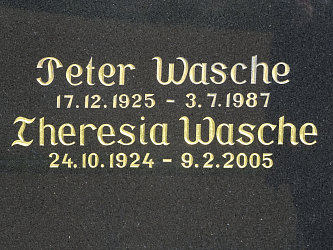 Peter Wasche
17.12.1925 - 3.7.1987
Theresia Wasche
24.10.1924 - 9.2.2005